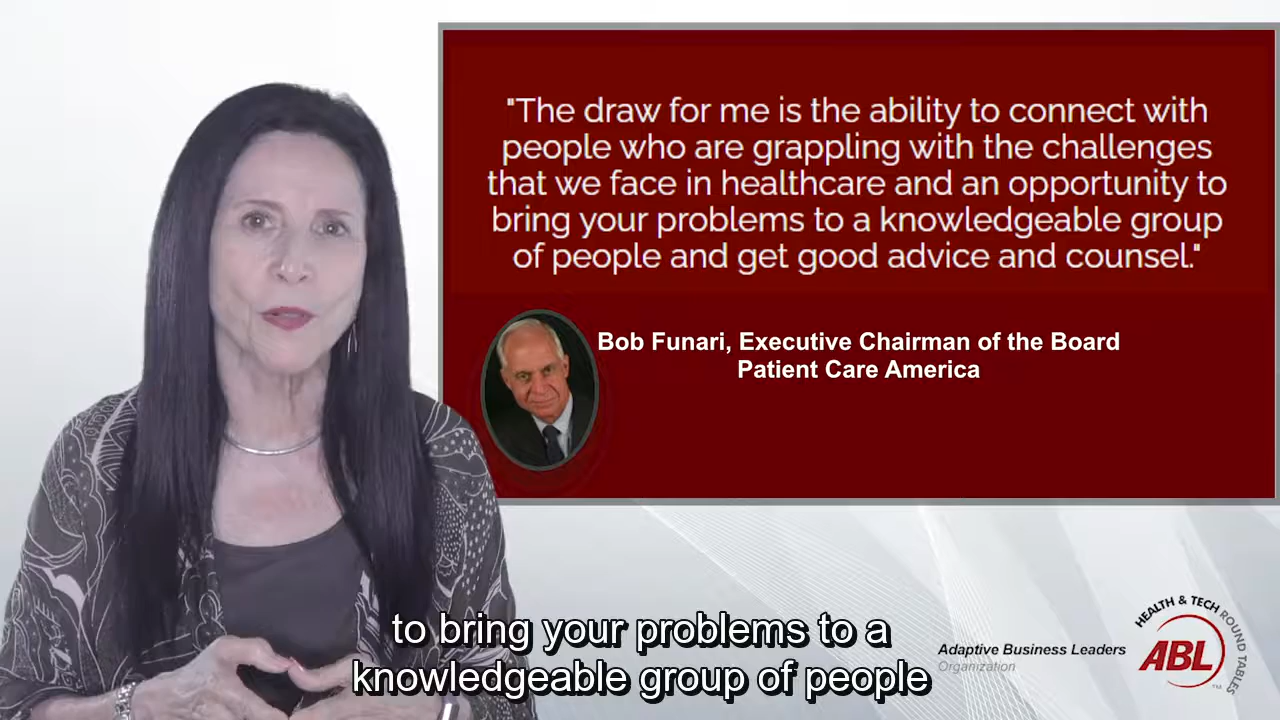 "The draw for me is the ability to connect with
people who are grappling with the challenges
that we face in healthcare and an opportunity to
bring your problems to a knowledgeable group
of people and get good advice and counsel."
Bob Funari, Executive Chairman of the Board
Patient Care America
to bring your problems to a
knowledgeable group of people
Adaptive Business Leaders
Organization
HEALTH & TECH ROUND TABLES
ABL
TM